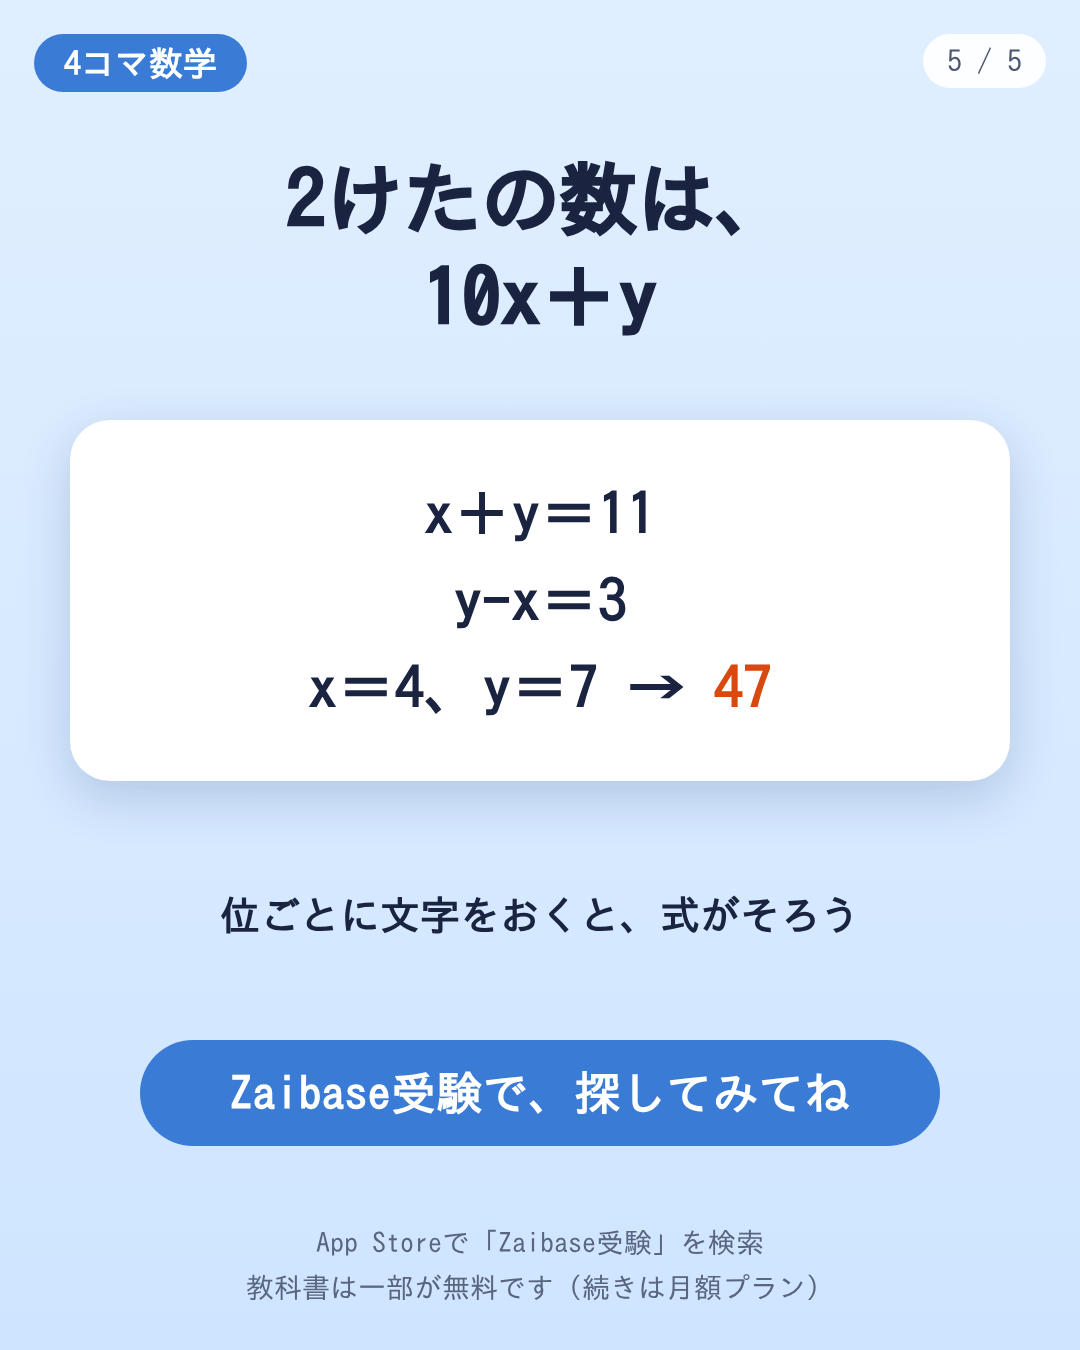 4コマ数学
5 / 5
2けたの数は、
10x＋y
x＋y＝11
y-x＝3
x＝4、y＝7 → 47
位ごとに文字をおくと、式がそろう
Zaibase受験で、探してみてね
App Storeで「Zaibase受験」を検索
教科書は一部が無料です（続きは月額プラン）